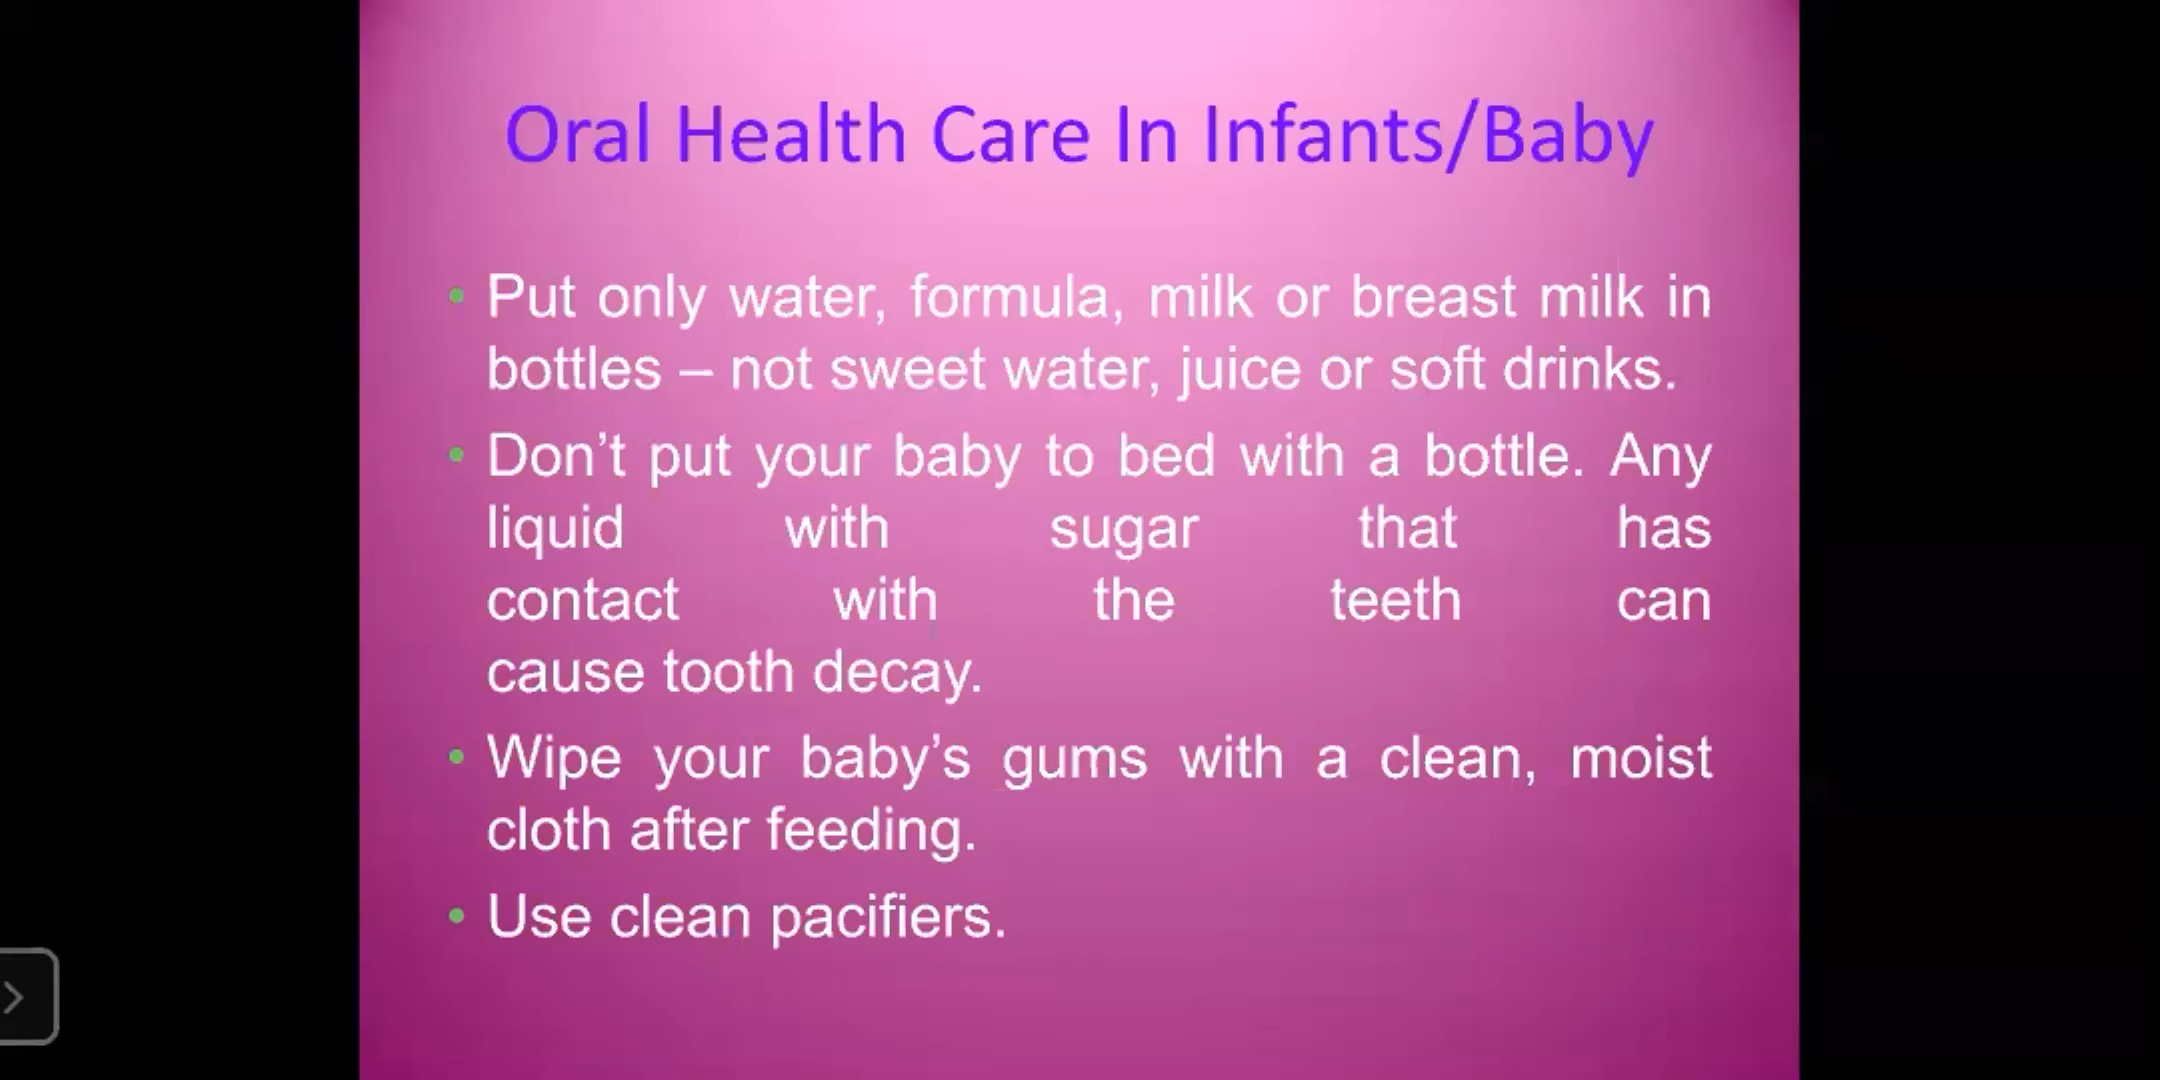 Oral Health Care In Infants/Baby
• Put only water, formula, milk or breast milk in
bottles – not sweet water, juice or soft drinks.
• Don’t put your baby to bed with a bottle. Any
liquid with sugar that has
contact with the teeth can
cause tooth decay.
• Wipe your baby’s gums with a clean, moist
cloth after feeding.
• Use clean pacifiers.